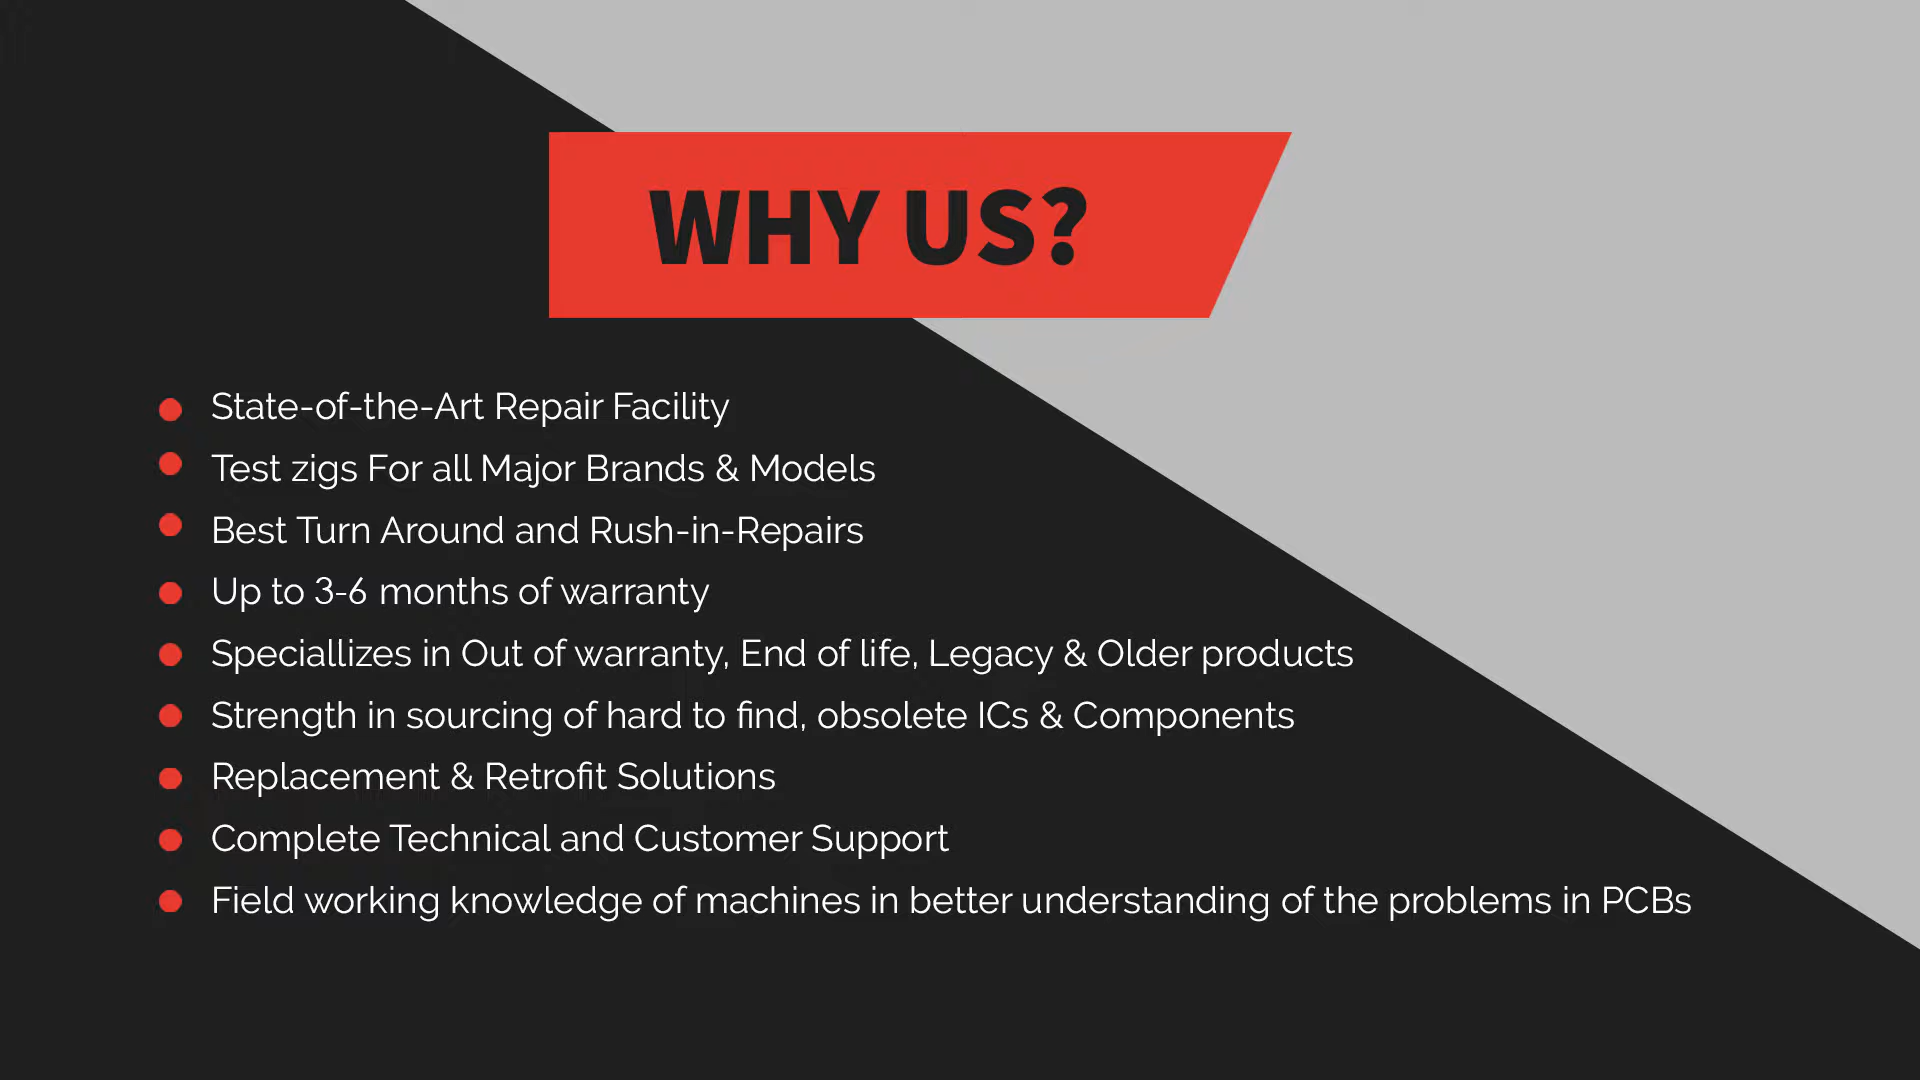 WHY US?
State-of-the-Art Repair Facility
Test zigs For all Major Brands & Models
Best Turn Around and Rush-in-Repairs
Up to 3-6 months of warranty
Speciallizes in Out of warranty, End of life, Legacy & Older products
Strength in sourcing of hard to find, obsolete ICs & Components
Replacement & Retrofit Solutions
Complete Technical and Customer Support
Field working knowledge of machines in better understanding of the problems in PCBs